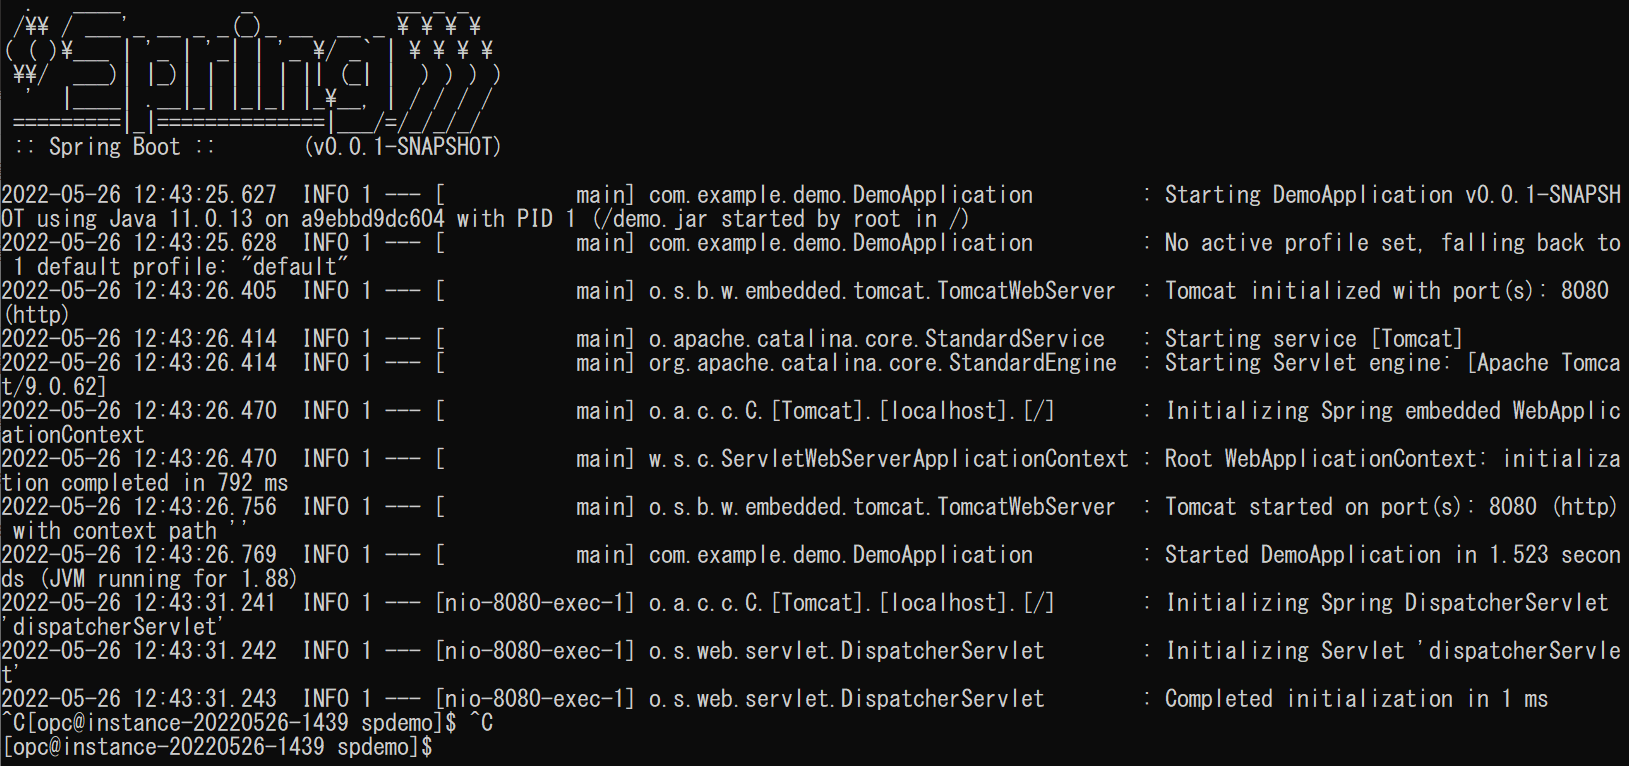 .   ____          _            __ _ _
 /¥¥ / ___'_ __ _ _(_)_ __  __ _ ¥ ¥ ¥ ¥
( ( )¥___ | '_ | '_| | '_ ¥/ _` | ¥ ¥ ¥ ¥
 ¥¥/  ___)| |_)| | | | | || (_| |  ) ) ) )
  '  |____| .__|_| |_|_| |_¥__, | / / / /
 =========|_|==============|___/=/_/_/_/
 :: Spring Boot ::       (v0.0.1-SNAPSHOT)
2022-05-26 12:43:25.627  INFO 1 --- [           main] com.example.demo.DemoApplication         : Starting DemoApplication v0.0.1-SNAPSH
OT using Java 11.0.13 on a9ebbd9dc604 with PID 1 (/demo.jar started by root in /)
2022-05-26 12:43:25.628  INFO 1 --- [           main] com.example.demo.DemoApplication         : No active profile set, falling back to
 1 default profile: "default"
2022-05-26 12:43:26.405  INFO 1 --- [           main] o.s.b.w.embedded.tomcat.TomcatWebServer  : Tomcat initialized with port(s): 8080
(http)
2022-05-26 12:43:26.414  INFO 1 --- [           main] o.apache.catalina.core.StandardService   : Starting service [Tomcat]
2022-05-26 12:43:26.414  INFO 1 --- [           main] org.apache.catalina.core.StandardEngine  : Starting Servlet engine: [Apache Tomca
t/9.0.62]
2022-05-26 12:43:26.470  INFO 1 --- [           main] o.a.c.c.C.[Tomcat].[localhost].[/]       : Initializing Spring embedded WebApplic
ationContext
2022-05-26 12:43:26.470  INFO 1 --- [           main] w.s.c.ServletWebServerApplicationContext : Root WebApplicationContext: initializa
tion completed in 792 ms
2022-05-26 12:43:26.756  INFO 1 --- [           main] o.s.b.w.embedded.tomcat.TomcatWebServer  : Tomcat started on port(s): 8080 (http)
 with context path ''
2022-05-26 12:43:26.769  INFO 1 --- [           main] com.example.demo.DemoApplication         : Started DemoApplication in 1.523 secon
ds (JVM running for 1.88)
2022-05-26 12:43:31.241  INFO 1 --- [nio-8080-exec-1] o.a.c.c.C.[Tomcat].[localhost].[/]       : Initializing Spring DispatcherServlet
'dispatcherServlet'
2022-05-26 12:43:31.242  INFO 1 --- [nio-8080-exec-1] o.s.web.servlet.DispatcherServlet        : Initializing Servlet 'dispatcherServle
t'
2022-05-26 12:43:31.243  INFO 1 --- [nio-8080-exec-1] o.s.web.servlet.DispatcherServlet        : Completed initialization in 1 ms
^C[opc@instance-20220526-1439 spdemo]$ ^C
[opc@instance-20220526-1439 spdemo]$